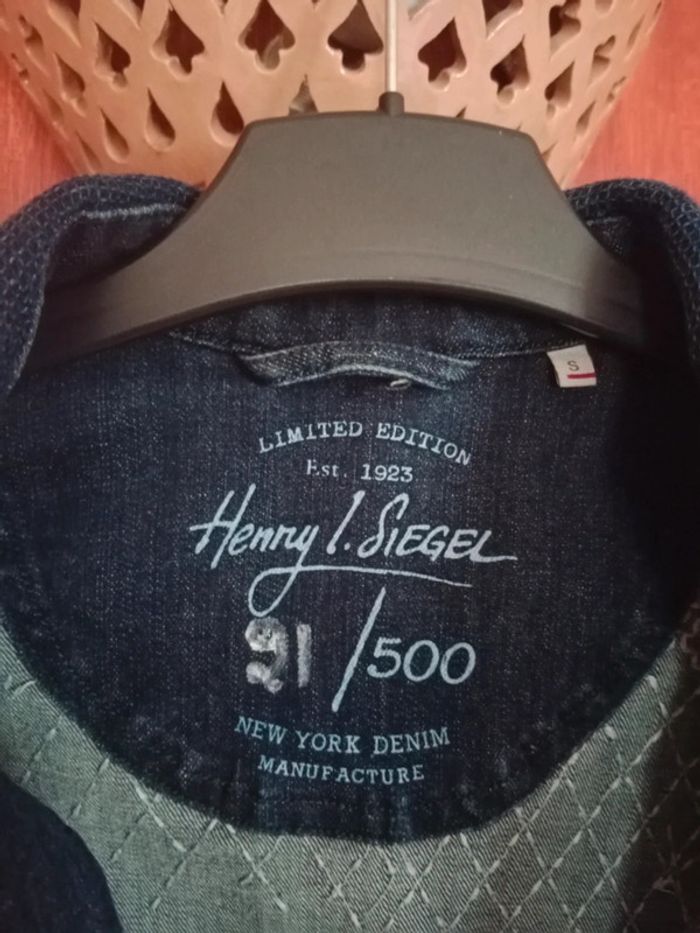 S
LIMITED EDITION
Est. 1923
Henry I. SIEGEL
21/500
NEW YORK DENIM
MANUFACTURE